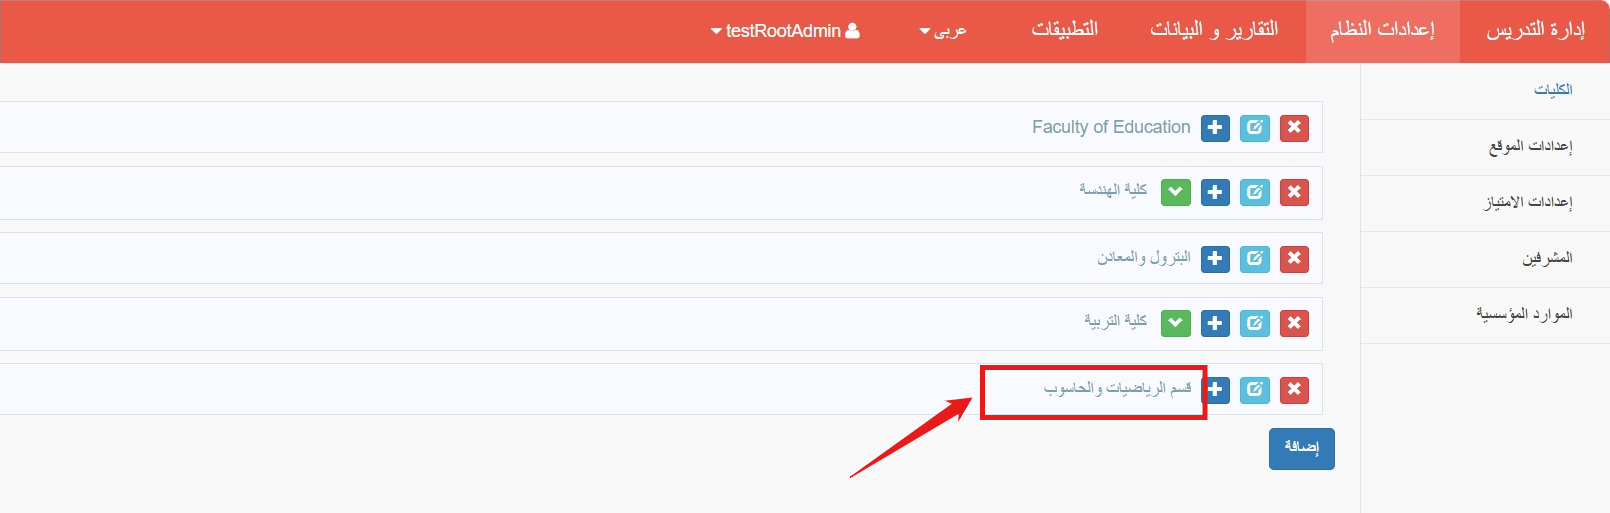 إدارة التدريس
إعدادات النظام
التقارير و البيانات
التطبيقات
عربى
testRootAdmin
الكليات
إعدادات الموقع
إعدادات الامتياز
المشرفين
الموارد المؤسسية
Faculty of Education
كلية الهندسة
البترول والمعادن
كلية التربية
قسم الرياضيات والحاسوب
إضافة